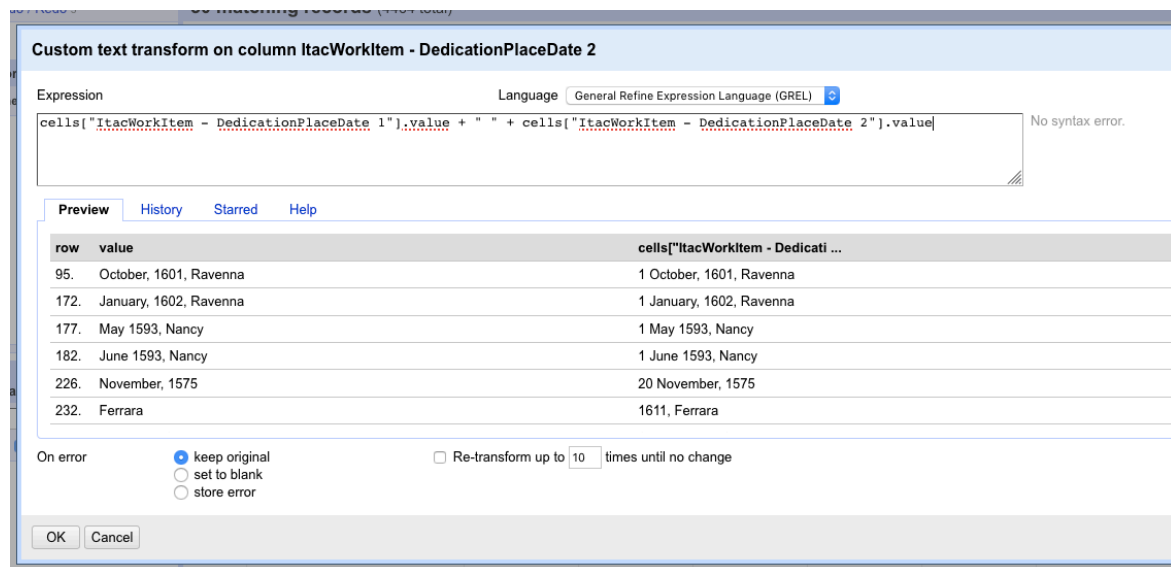 Custom text transform on column ItacWorkItem - DedicationPlaceDate 2
Expression
Language General Refine Expression Language (GREL)
cells["ItacWorkItem - DedicationPlaceDate 1"].value + " " + cells["ItacWorkItem - DedicationPlaceDate 2"].value
No syntax error.
Preview History Starred Help
row value cells["ItacWorkItem - Dedicati ...
95. October, 1601, Ravenna 1 October, 1601, Ravenna
172. January, 1602, Ravenna 1 January, 1602, Ravenna
177. May 1593, Nancy 1 May 1593, Nancy
182. June 1593, Nancy 1 June 1593, Nancy
226. November, 1575 20 November, 1575
232. Ferrara 1611, Ferrara
On error keep original Re-transform up to 10 times until no change
set to blank
store error
OK Cancel